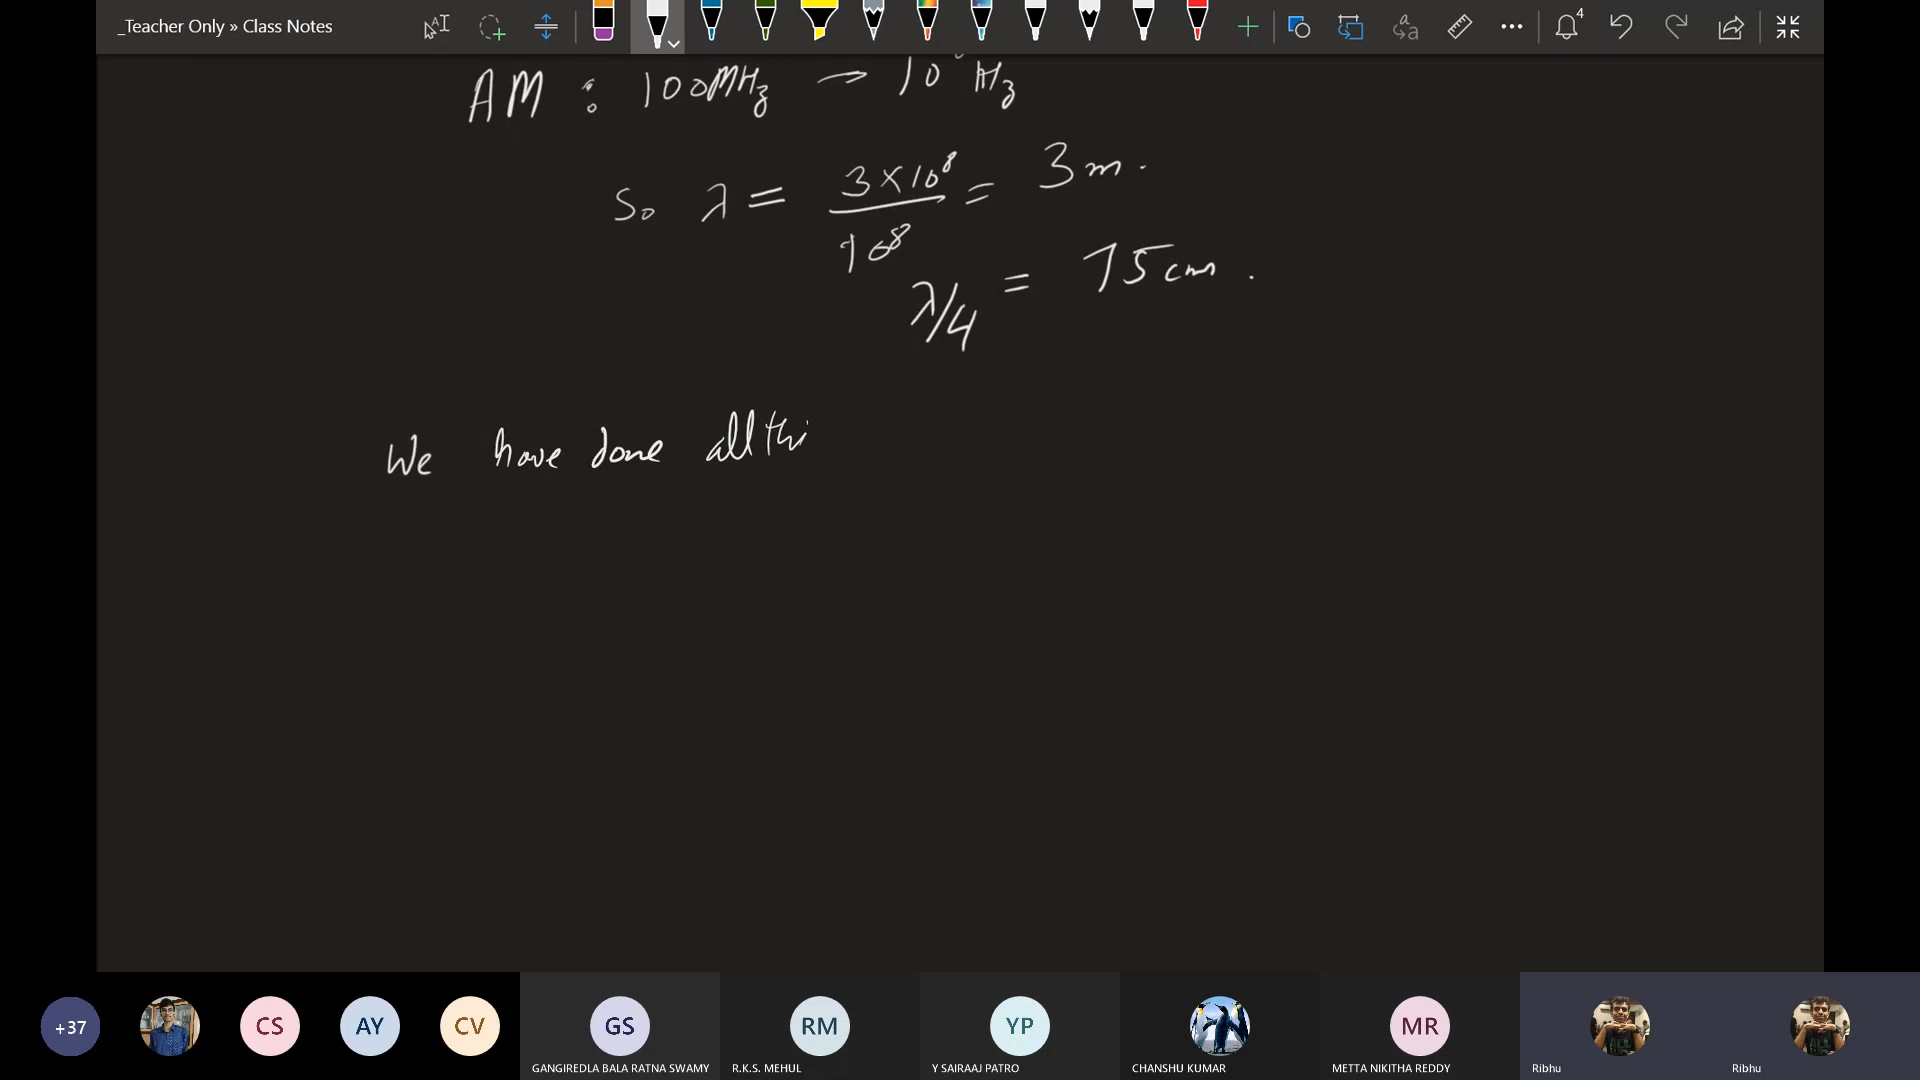 _Teacher Only » Class Notes
4
AM : 100MHz → 10 Hz
So λ = 3×10⁸/10⁸ = 3m.
λ/4 = 75cm.
We have done all thi
+37
CS
AY
CV
GS
RM
YP
MR
GANGIREDLA BALA RATNA SWAMY
R.K.S. MEHUL
Y SAIRAAJ PATRO
CHANSHU KUMAR
METTA NIKITHA REDDY
Ribhu
Ribhu